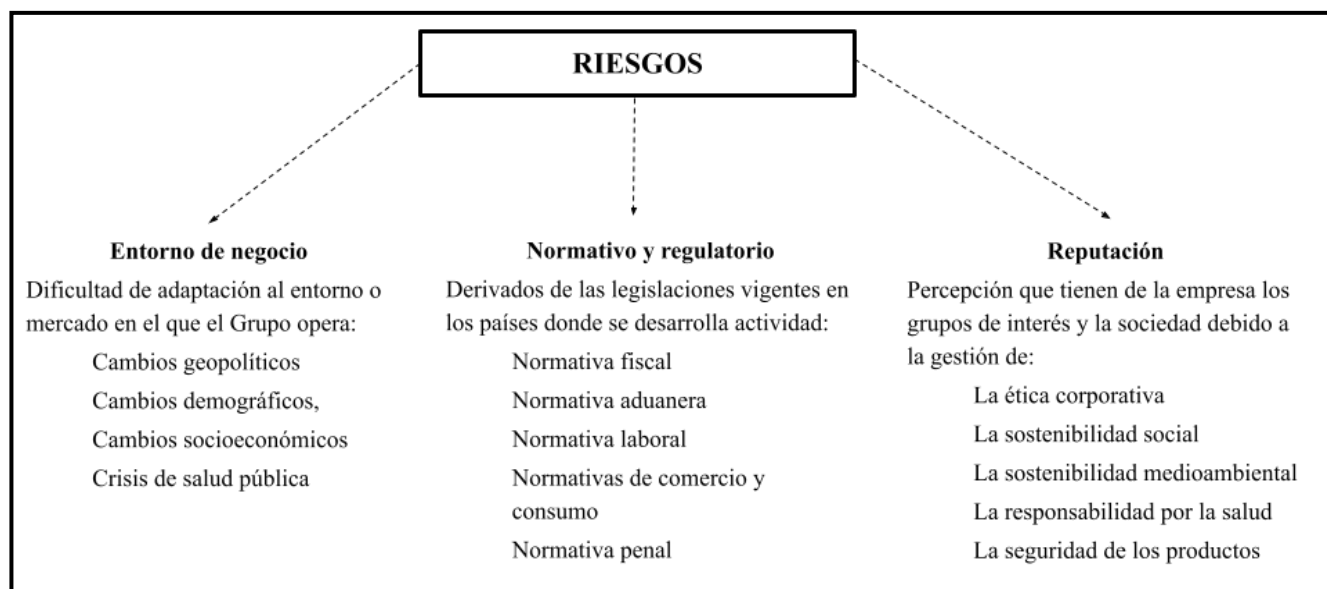 RIESGOS
Entorno de negocio
Dificultad de adaptación al entorno o
mercado en el que el Grupo opera:
Cambios geopolíticos
Cambios demográficos,
Cambios socioeconómicos
Crisis de salud pública
Normativo y regulatorio
Derivados de las legislaciones vigentes en
los países donde se desarrolla actividad:
Normativa fiscal
Normativa aduanera
Normativa laboral
Normativas de comercio y
consumo
Normativa penal
Reputación
Percepción que tienen de la empresa los
grupos de interés y la sociedad debido a
la gestión de:
La ética corporativa
La sostenibilidad social
La sostenibilidad medioambiental
La responsabilidad por la salud
La seguridad de los productos